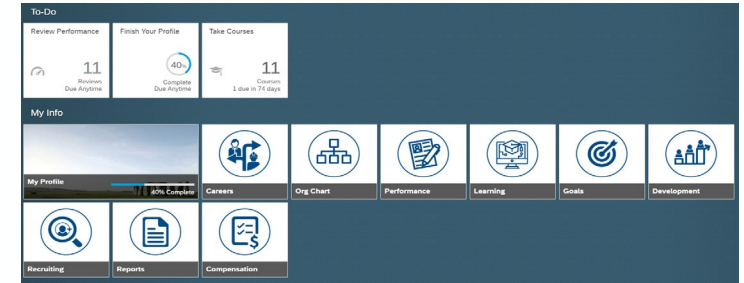 To-Do
Review Performance
11
Reviews
Due Anytime
Finish Your Profile
40%
Complete
Due Anytime
Take Courses
11
Courses
1 due in 74 days
My Info
My Profile
40% Complete
Careers
Org Chart
Performance
Learning
Goals
Development
Recruiting
Reports
Compensation